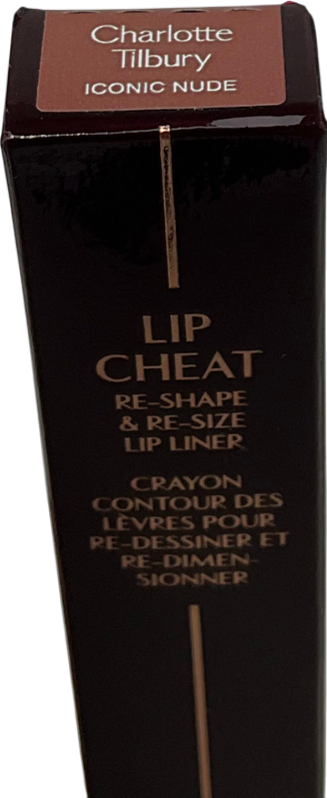 Charlotte
Tilbury
ICONIC NUDE
LIP
CHEAT
RE-SHAPE
& RE-SIZE
LIP LINER
CRAYON
CONTOUR DES
LÈVRES POUR
RE-DESSINER ET
RE-DIMEN-
SIONNER